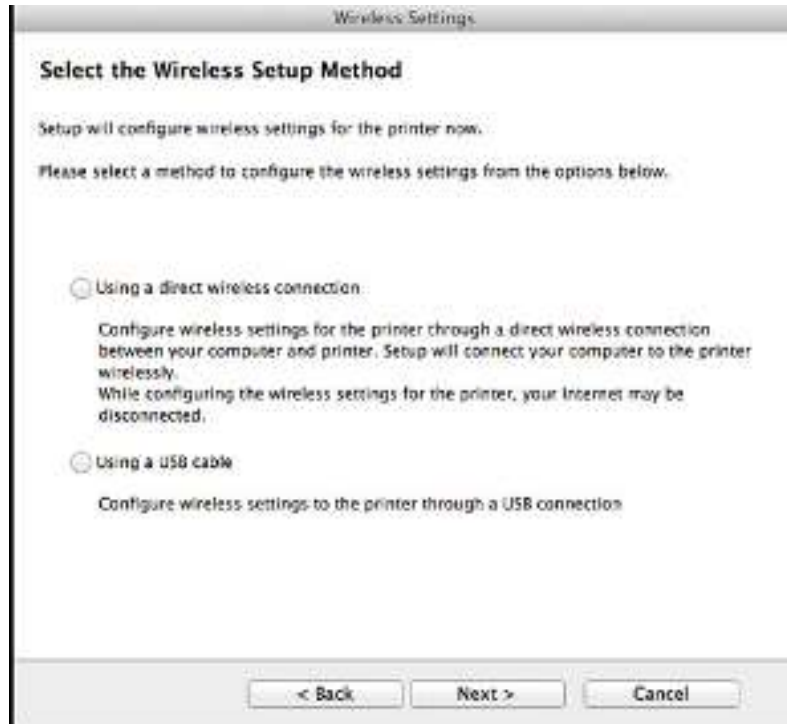 Wireless Settings
Select the Wireless Setup Method
Setup will configure wireless settings for the printer now.
Please select a method to configure the wireless settings from the options below.
Using a direct wireless connection
Configure wireless settings for the printer through a direct wireless connection
between your computer and printer. Setup will connect your computer to the printer
wirelessly.
While configuring the wireless settings for the printer, your internet may be
disconnected.
Using a USB cable
Configure wireless settings to the printer through a USB connection
< Back
Next >
Cancel